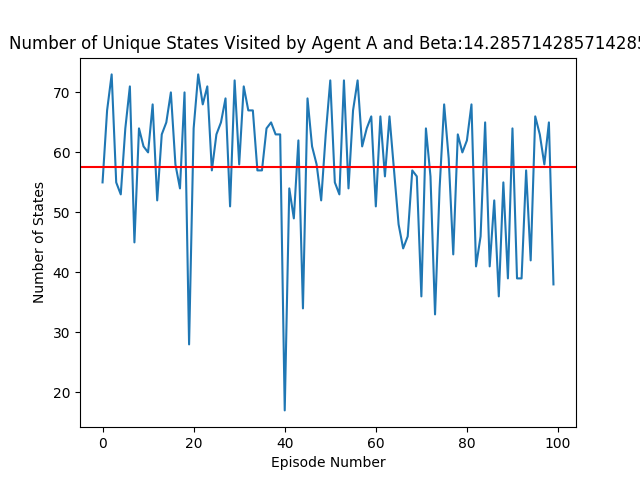 Number of Unique States Visited by Agent A and Beta:14.285714285714285
70
60
50
40
30
20
Number of States
0 20 40 60 80 100
Episode Number